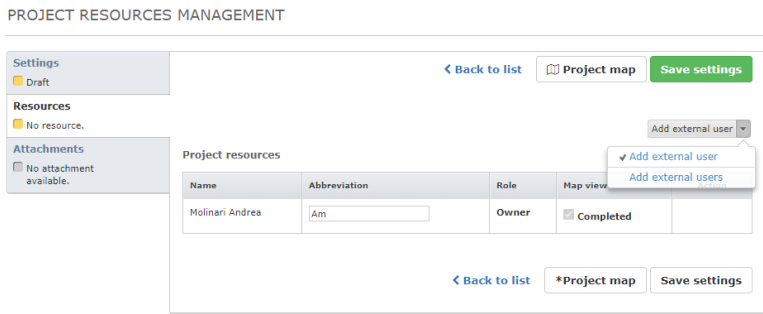 PROJECT RESOURCES MANAGEMENT
Settings
Draft
Resources
No resource.
Attachments
No attachment
available.
Back to list
Project map
Save settings
Add external user
Add external user
Add external users
Project resources
Name
Abbreviation
Role
Map view
Action
Molinari Andrea
Am
Owner
Completed
Back to list
*Project map
Save settings